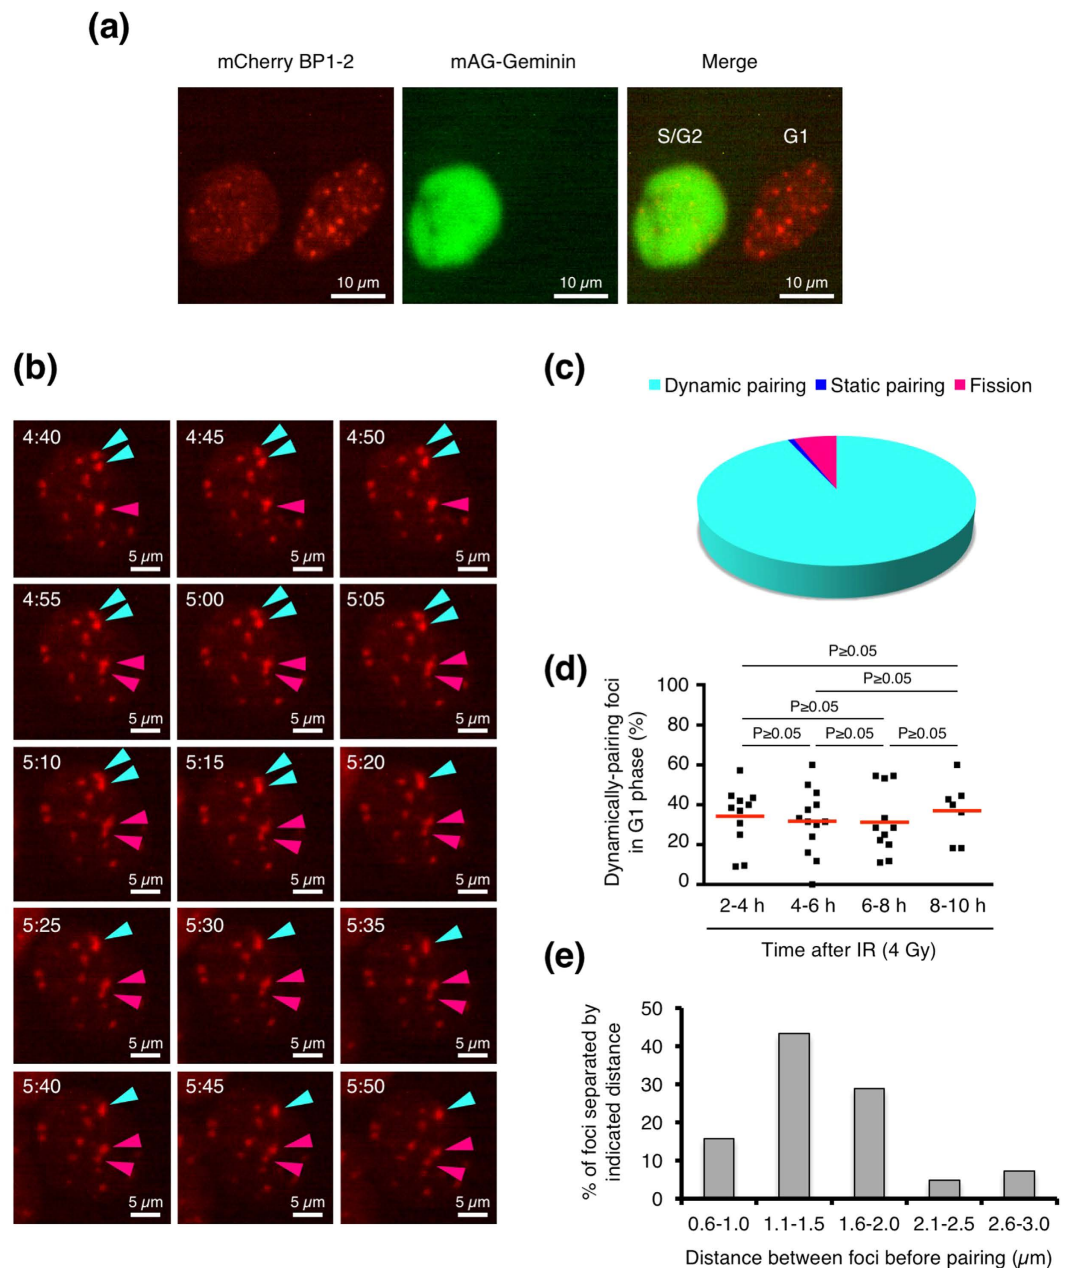 (a)
mCherry BP1-2 mAG-Geminin Merge
S/G2 G1
10 µm 10 µm 10 µm
(b)
4:40 4:45 4:50
5 µm 5 µm 5 µm
4:55 5:00 5:05
5 µm 5 µm 5 µm
5:10 5:15 5:20
5 µm 5 µm 5 µm
5:25 5:30 5:35
5 µm 5 µm 5 µm
5:40 5:45 5:50
5 µm 5 µm 5 µm
(c)
Dynamic pairing Static pairing Fission
(d)
P≥0.05
P≥0.05
P≥0.05
P≥0.05 P≥0.05 P≥0.05
Dynamically-pairing foci
in G1 phase (%)
100
80
60
40
20
0
2-4 h 4-6 h 6-8 h 8-10 h
Time after IR (4 Gy)
(e)
% of foci separated by
indicated distance
50
40
30
20
10
0
0.6-1.0 1.1-1.5 1.6-2.0 2.1-2.5 2.6-3.0
Distance between foci before pairing (µm)